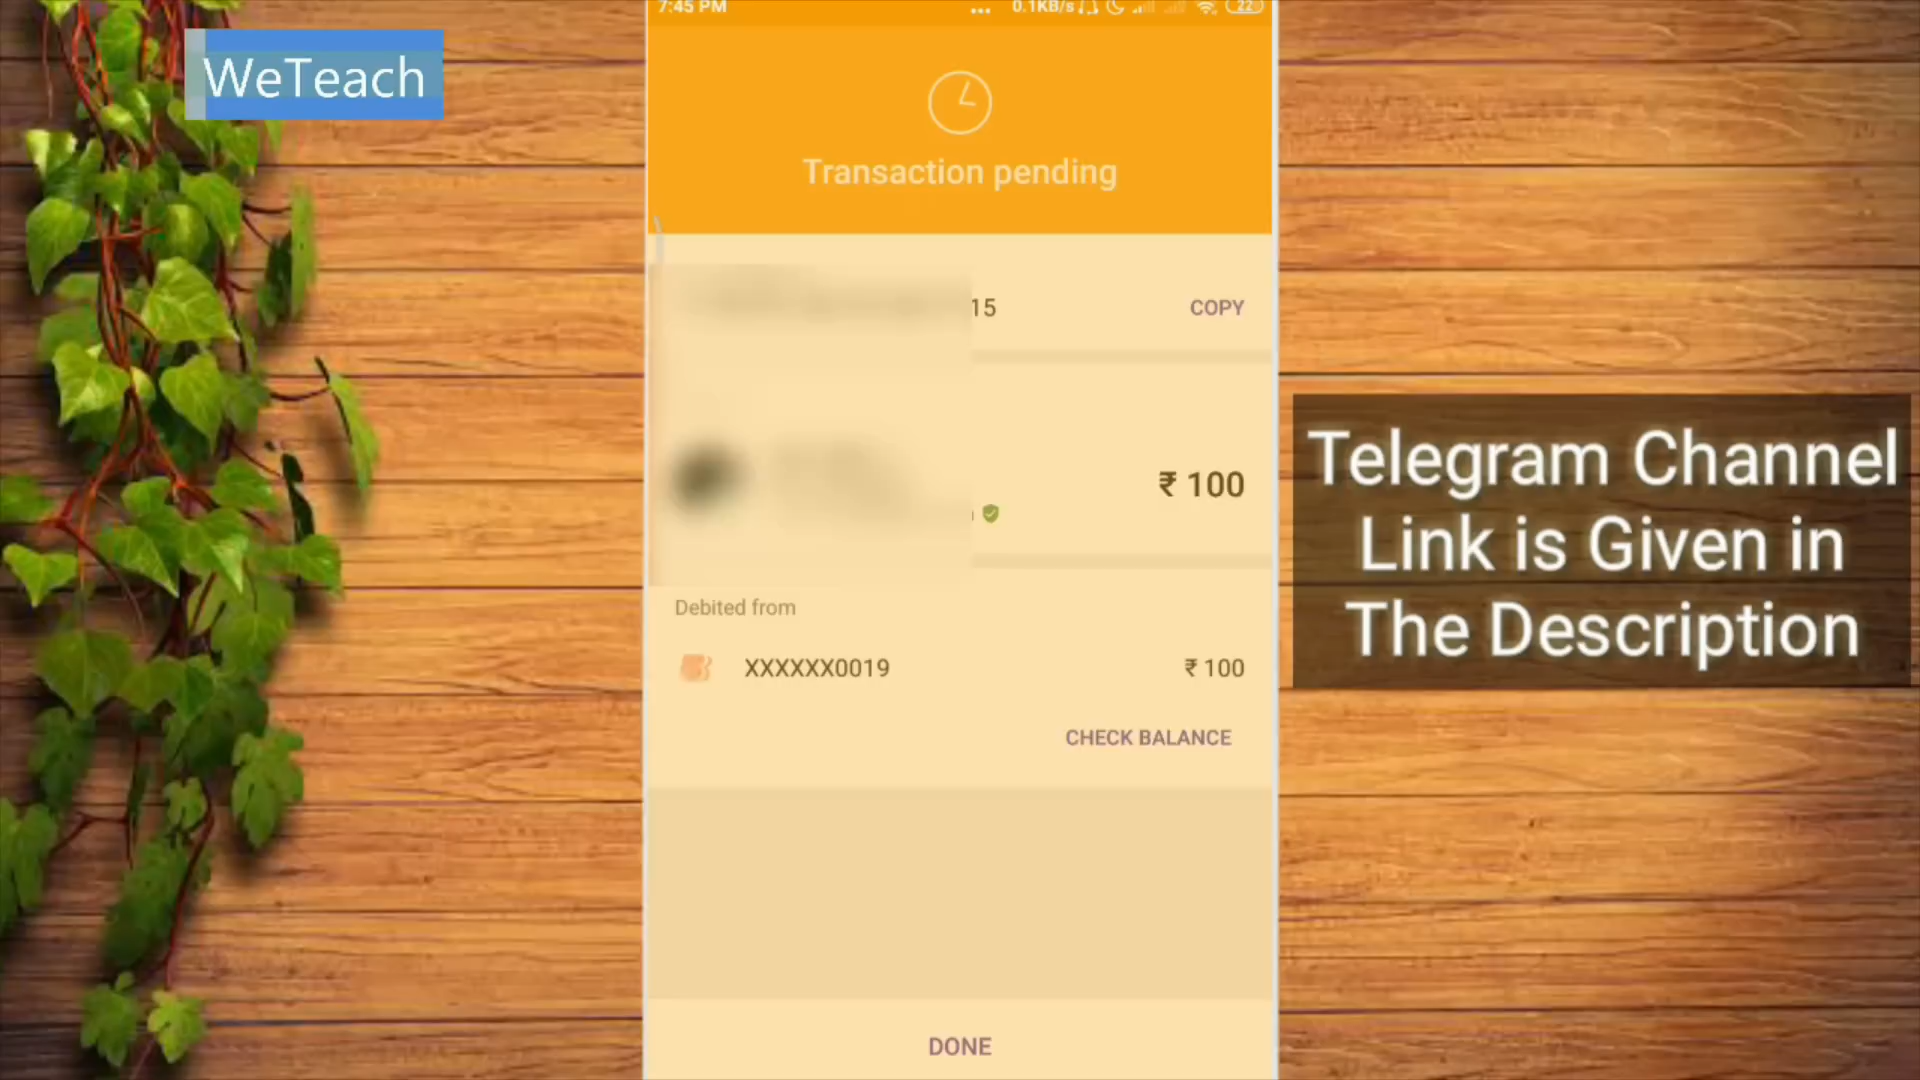 WeTeach
7:45 PM
... 0.1KB/s 22
Transaction pending
15
COPY
₹ 100
Debited from
XXXXXX0019
₹ 100
CHECK BALANCE
DONE
Telegram Channel
Link is Given in
The Description